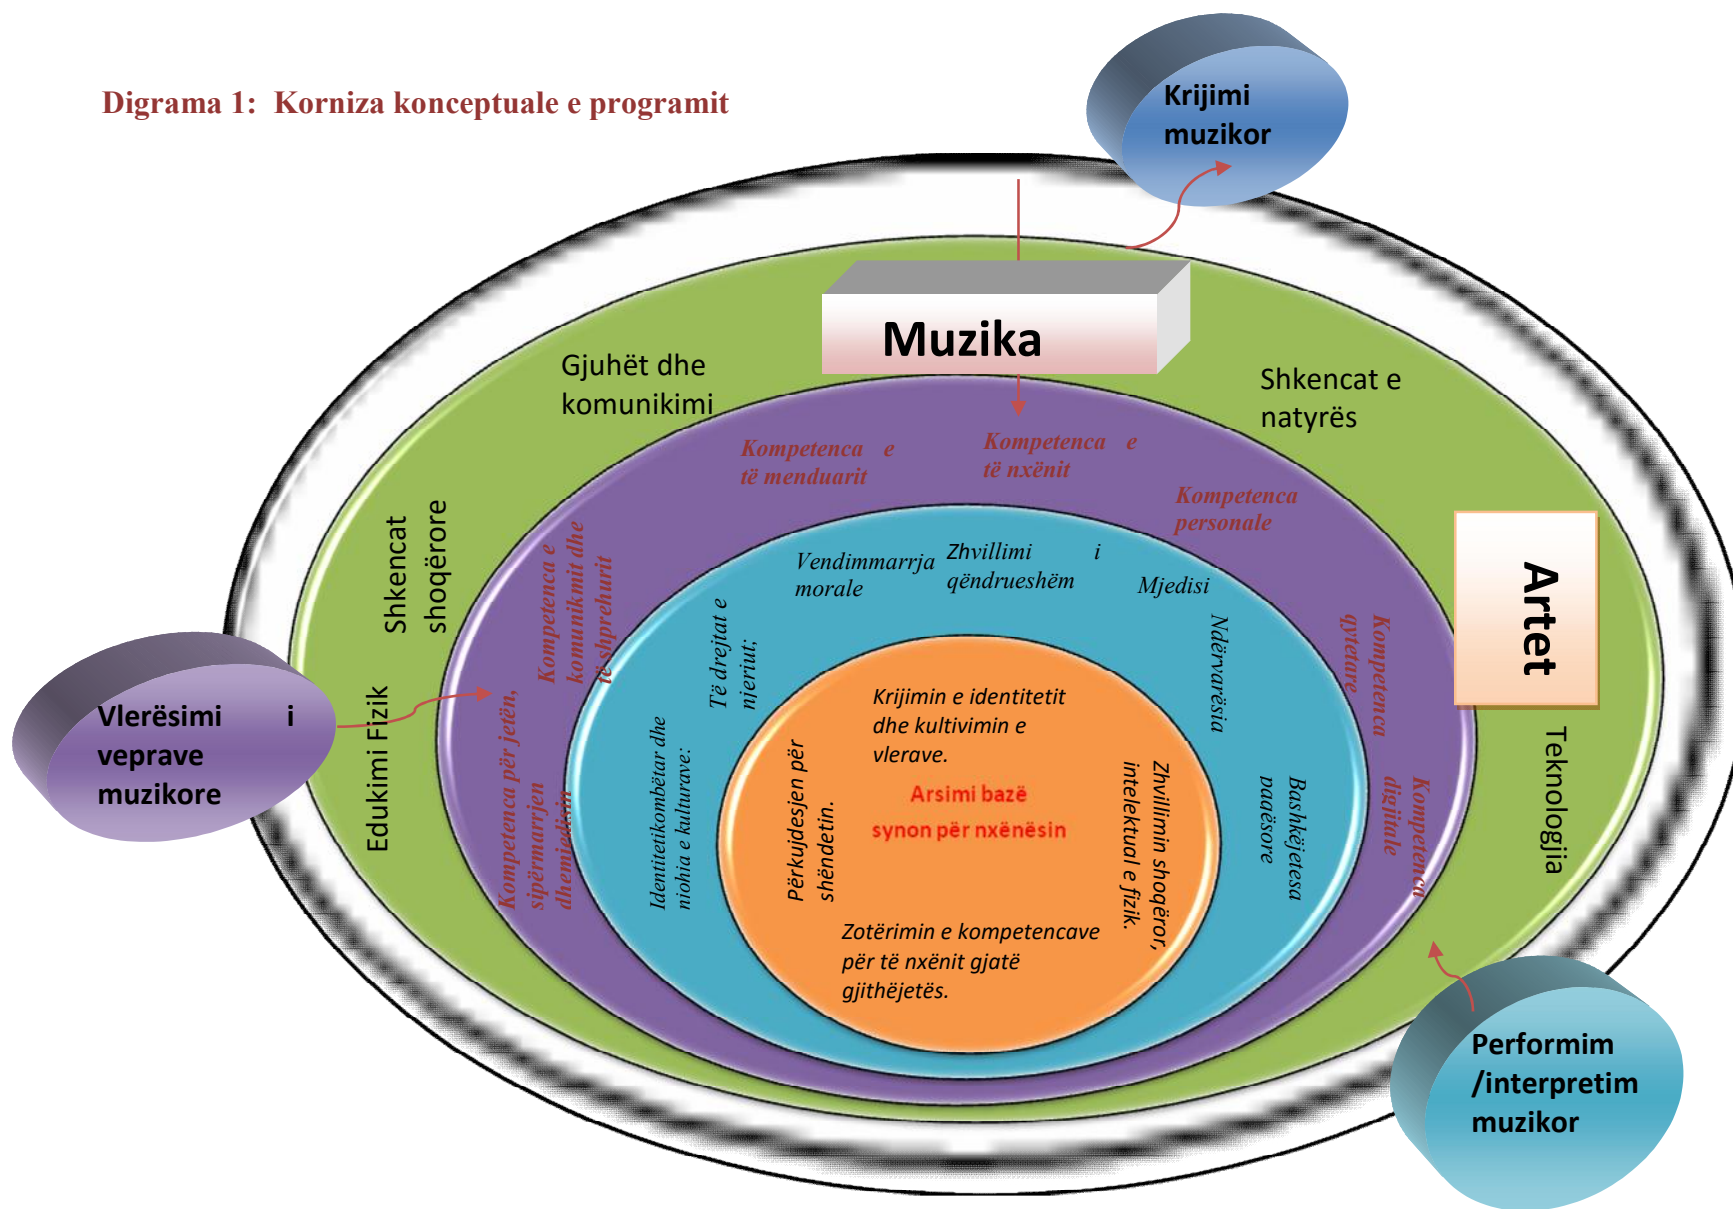 Digrama 1: Korniza konceptuale e programit
Krijimi
muzikor
Muzika
Gjuhët dhe
komunikimi
Shkencat e
natyrës
Shkencat
shoqërore
Edukimi Fizik
Artet
Teknologjia
Kompetenca e
të menduarit
Kompetenca e
të nxënit
Kompetenca
personale
Kompetenca e
komunikmit dhe
të shprehurit
Kompetenca për jetën,
sipërmarrjen
dhemjedisin
Kompetenca
qytetare
Kompetenca
digjitale
Vendimmarrja
morale
Zhvillimi i
qëndrueshëm
Mjedisi
Ndërvarësia
Të drejtat e
njeriut;
Identitetikombëtar dhe
njohja e kulturave:
Bashkëjetesa
paqësore
Krijimin e identitetit
dhe kultivimin e
vlerave.
Përkujdesjen për
shëndetin.
Arsimi bazë
synon për nxënësin
Zhvillimin shoqëror,
intelektual e fizik.
Zotërimin e kompetencave
për të nxënit gjatë
gjithëjetës.
Vlerësimi i
veprave
muzikore
Performim
/interpretim
muzikor